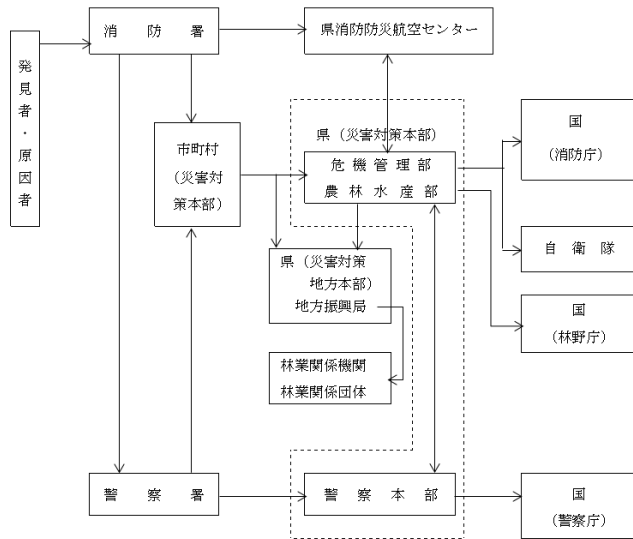 発見者・原因者
消防署
県消防防災航空センター
市町村
（災害対
策本部）
県（災害対策本部）
危機管理部
農林水産部
国
（消防庁）
自衛隊
国
（林野庁）
県（災害対策
地方本部）
地方振興局
林業関係機関
林業関係団体
警察署
警察本部
国
（警察庁）